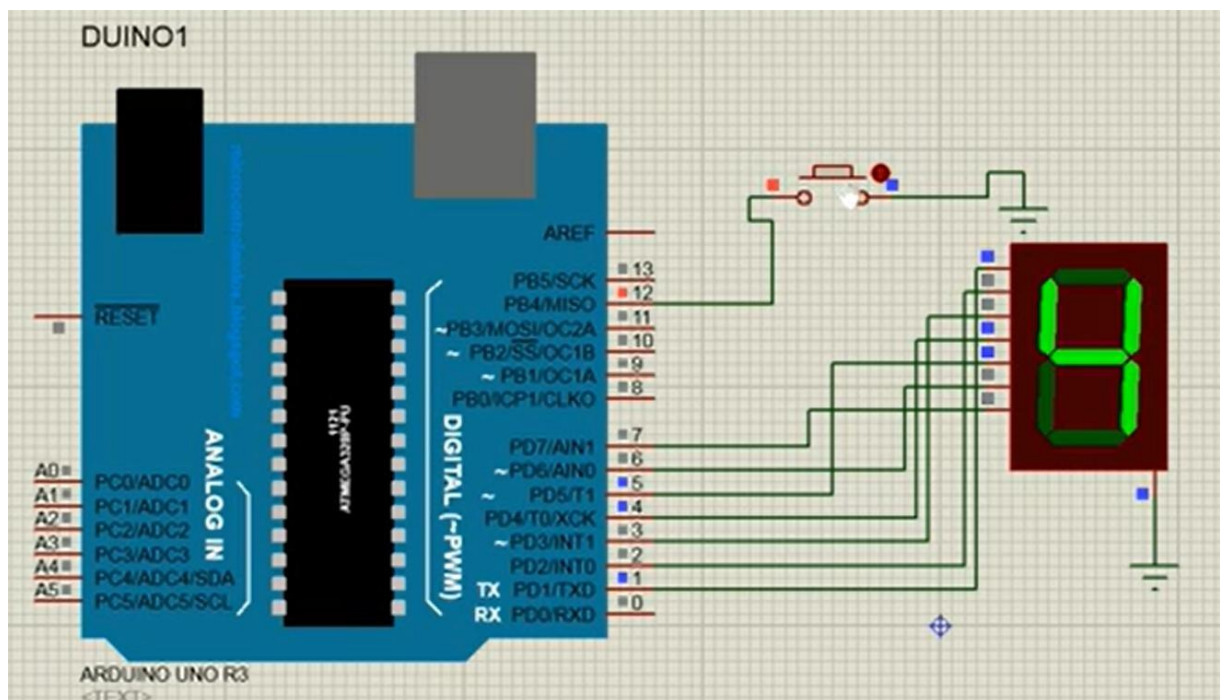 DUINO1
AREF
13
PB5/SCK
12
PB4/MISO
RESET
11
~PB3/MOSI/OC2A
10
~ PB2/SS/OC1B
9
~ PB1/OC1A
8
PB0/ICP1/CLKO
1121
ATMEGA328P-PU
DIGITAL (~PWM)
ANALOG IN
7
PD7/AIN1
6
~PD6/AIN0
5
~ PD5/T1
4
PD4/T0/XCK
3
~PD3/INT1
2
PD2/INT0
1
TX PD1/TXD
0
RX PD0/RXD
A0
PC0/ADC0
A1
PC1/ADC1
A2
PC2/ADC2
A3
PC3/ADC3
A4
PC4/ADC4/SDA
A5
PC5/ADC5/SCL
4
ARDUINO UNO R3
<TEXT>